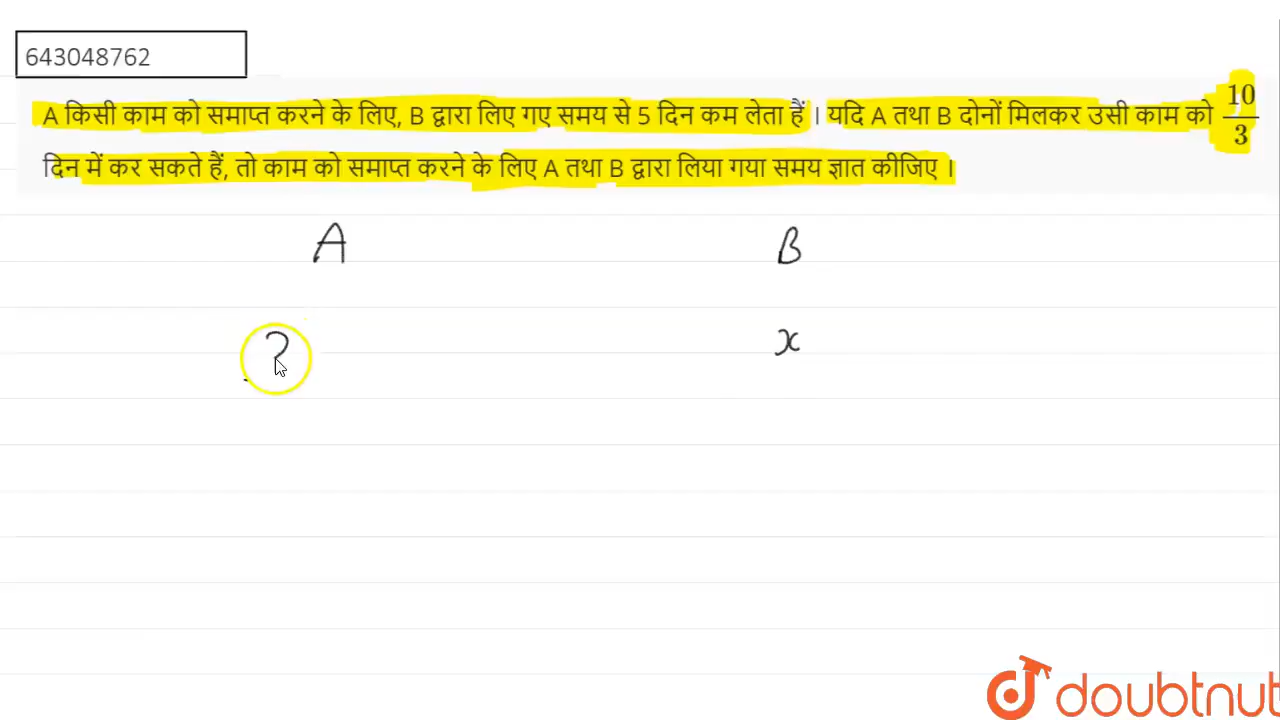 643048762
A किसी काम को समाप्त करने के लिए, B द्वारा लिए गए समय से 5 दिन कम लेता हैं । यदि A तथा B दोनों मिलकर उसी काम को 10/3
दिन में कर सकते हैं, तो काम को समाप्त करने के लिए A तथा B द्वारा लिया गया समय ज्ञात कीजिए ।
A B
? x
doubtnut